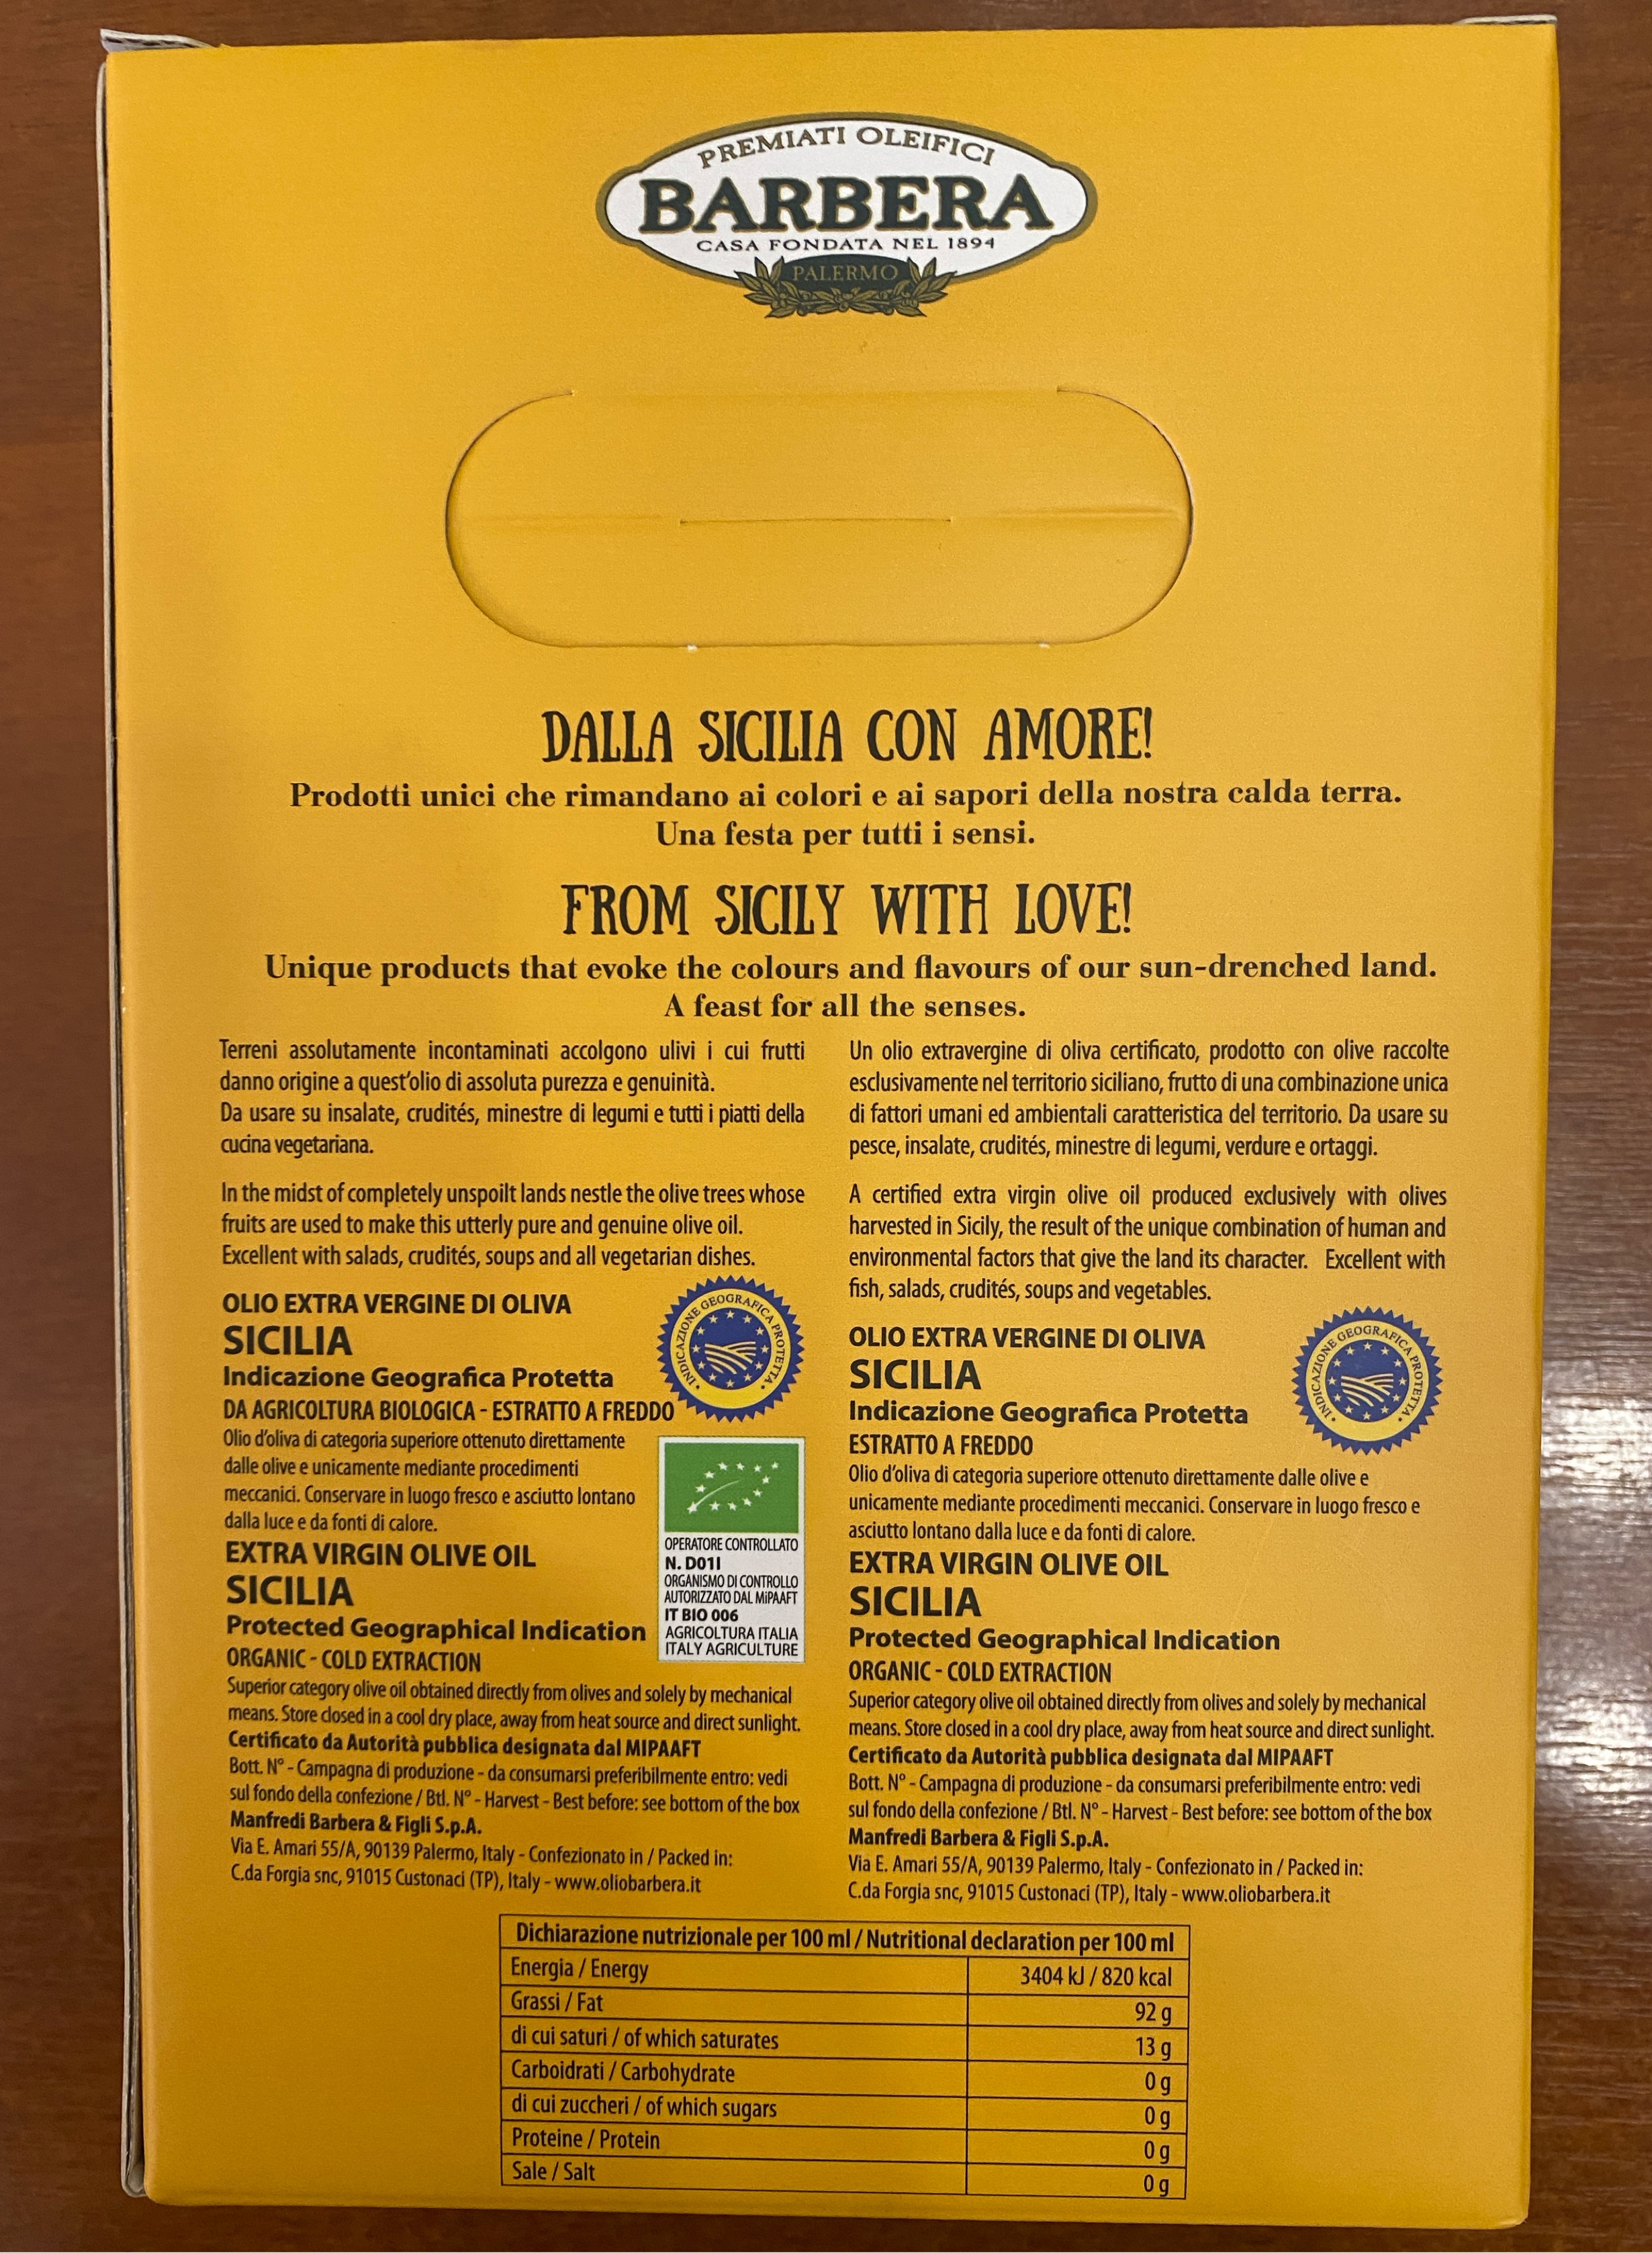 PREMIATI OLEIFICI
BARBERA
CASA FONDATA NEL 1894
PALERMO
DALLA SICILIA CON AMORE!
Prodotti unici che rimandano ai colori e ai sapori della nostra calda terra.
Una festa per tutti i sensi.
FROM SICILY WITH LOVE!
Unique products that evoke the colours and flavours of our sun-drenched land.
A feast for all the senses.
Terreni assolutamente incontaminati accolgono ulivi i cui frutti
danno origine a quest'olio di assoluta purezza e genuinità.
Da usare su insalate, crudités, minestre di legumi e tutti i piatti della
cucina vegetariana.
In the midst of completely unspoilt lands nestle the olive trees whose
fruits are used to make this utterly pure and genuine olive oil.
Excellent with salads, crudités, soups and all vegetarian dishes.
OLIO EXTRA VERGINE DI OLIVA
SICILIA
Indicazione Geografica Protetta
DA AGRICOLTURA BIOLOGICA - ESTRATTO A FREDDO
Olio d'oliva di categoria superiore ottenuto direttamente
dalle olive e unicamente mediante procedimenti
meccanici. Conservare in luogo fresco e asciutto lontano
dalla luce e da fonti di calore.
EXTRA VIRGIN OLIVE OIL
SICILIA
Protected Geographical Indication
ORGANIC - COLD EXTRACTION
Superior category olive oil obtained directly from olives and solely by mechanical
means. Store closed in a cool dry place, away from heat source and direct sunlight.
Certificato da Autorità pubblica designata dal MIPAAFT
Bott. N° - Campagna di produzione - da consumarsi preferibilmente entro: vedi
sul fondo della confezione / Btl. N° - Harvest - Best before: see bottom of the box
Manfredi Barbera & Figli S.p.A.
Via E. Amari 55/A, 90139 Palermo, Italy - Confezionato in / Packed in:
C.da Forgia snc, 91015 Custonaci (TP), Italy - www.oliobarbera.it
INDICAZIONE GEOGRAFICA PROTETTA
OPERATORE CONTROLLATO
N. D01I
ORGANISMO DI CONTROLLO
AUTORIZZATO DAL MiPAAFT
IT BIO 006
AGRICOLTURA ITALIA
ITALY AGRICULTURE
Un olio extravergine di oliva certificato, prodotto con olive raccolte
esclusivamente nel territorio siciliano, frutto di una combinazione unica
di fattori umani ed ambientali caratteristica del territorio. Da usare su
pesce, insalate, crudités, minestre di legumi, verdure e ortaggi.
A certified extra virgin olive oil produced exclusively with olives
harvested in Sicily, the result of the unique combination of human and
environmental factors that give the land its character. Excellent with
fish, salads, crudités, soups and vegetables.
OLIO EXTRA VERGINE DI OLIVA
SICILIA
Indicazione Geografica Protetta
ESTRATTO A FREDDO
Olio d'oliva di categoria superiore ottenuto direttamente dalle olive e
unicamente mediante procedimenti meccanici. Conservare in luogo fresco e
asciutto lontano dalla luce e da fonti di calore.
EXTRA VIRGIN OLIVE OIL
SICILIA
Protected Geographical Indication
ORGANIC - COLD EXTRACTION
Superior category olive oil obtained directly from olives and solely by mechanical
means. Store closed in a cool dry place, away from heat source and direct sunlight.
Certificato da Autorità pubblica designata dal MIPAAFT
Bott. N° - Campagna di produzione - da consumarsi preferibilmente entro: vedi
sul fondo della confezione / Btl. N° - Harvest - Best before: see bottom of the box
Manfredi Barbera & Figli S.p.A.
Via E. Amari 55/A, 90139 Palermo, Italy - Confezionato in / Packed in:
C.da Forgia snc, 91015 Custonaci (TP), Italy - www.oliobarbera.it
INDICAZIONE GEOGRAFICA PROTETTA
Dichiarazione nutrizionale per 100 ml / Nutritional declaration per 100 ml
Energia / Energy 3404 kJ / 820 kcal
Grassi / Fat 92 g
di cui saturi / of which saturates 13 g
Carboidrati / Carbohydrate 0 g
di cui zuccheri / of which sugars 0 g
Proteine / Protein 0 g
Sale / Salt 0 g